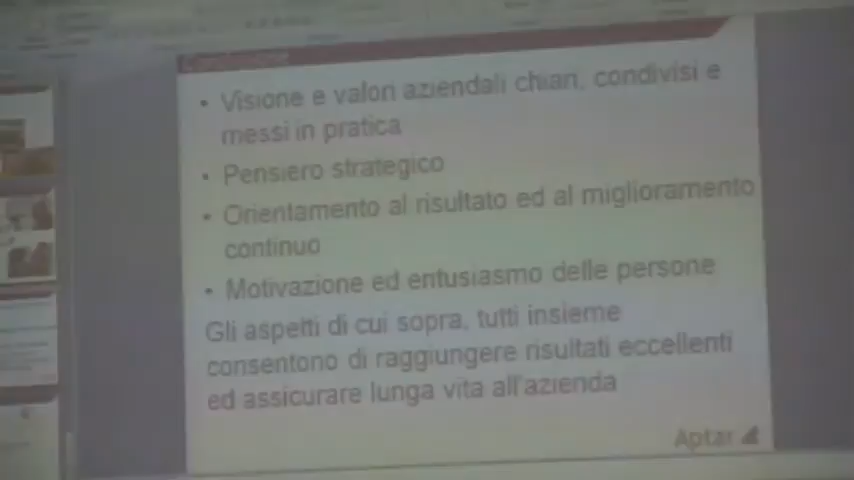 • Visione e valori aziendali chiari, condivisi e
messi in pratica
• Pensiero strategico
• Orientamento al risultato ed al miglioramento
continuo
• Motivazione ed entusiasmo delle persone
Gli aspetti di cui sopra, tutti insieme
consentono di raggiungere risultati eccellenti
ed assicurare lunga vita all'azienda
Aptar